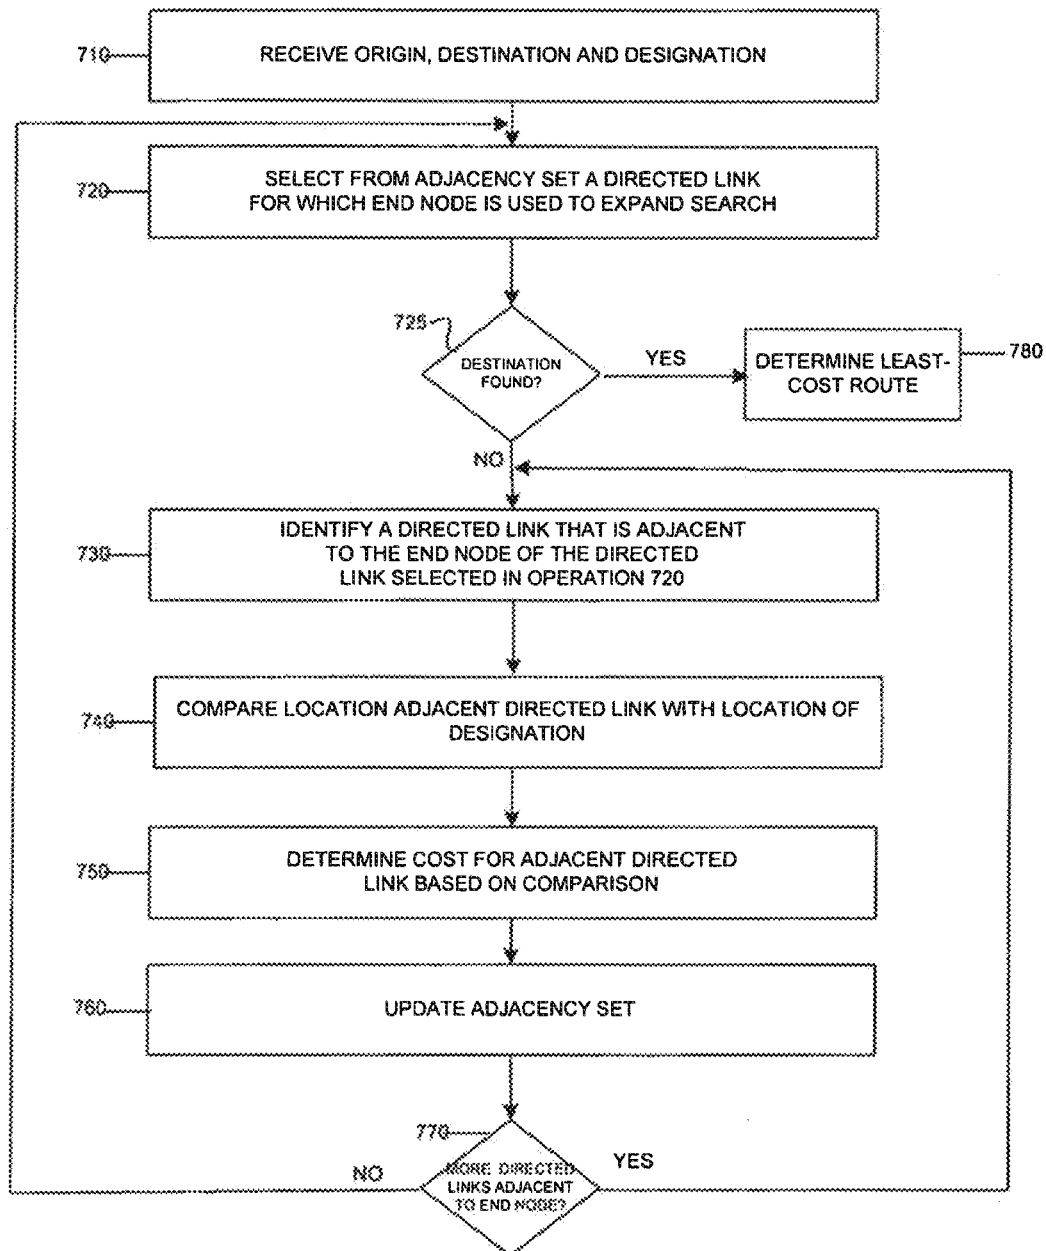 710
RECEIVE ORIGIN, DESTINATION AND DESIGNATION
720
SELECT FROM ADJACENCY SET A DIRECTED LINK
FOR WHICH END NODE IS USED TO EXPAND SEARCH
725
DESTINATION
FOUND?
YES
DETERMINE LEAST-
COST ROUTE
780
NO
730
IDENTIFY A DIRECTED LINK THAT IS ADJACENT
TO THE END NODE OF THE DIRECTED
LINK SELECTED IN OPERATION 720
740
COMPARE LOCATION ADJACENT DIRECTED LINK WITH LOCATION OF
DESIGNATION
750
DETERMINE COST FOR ADJACENT DIRECTED
LINK BASED ON COMPARISON
760
UPDATE ADJACENCY SET
770
NO
MORE DIRECTED
LINKS ADJACENT
TO END NODE?
YES